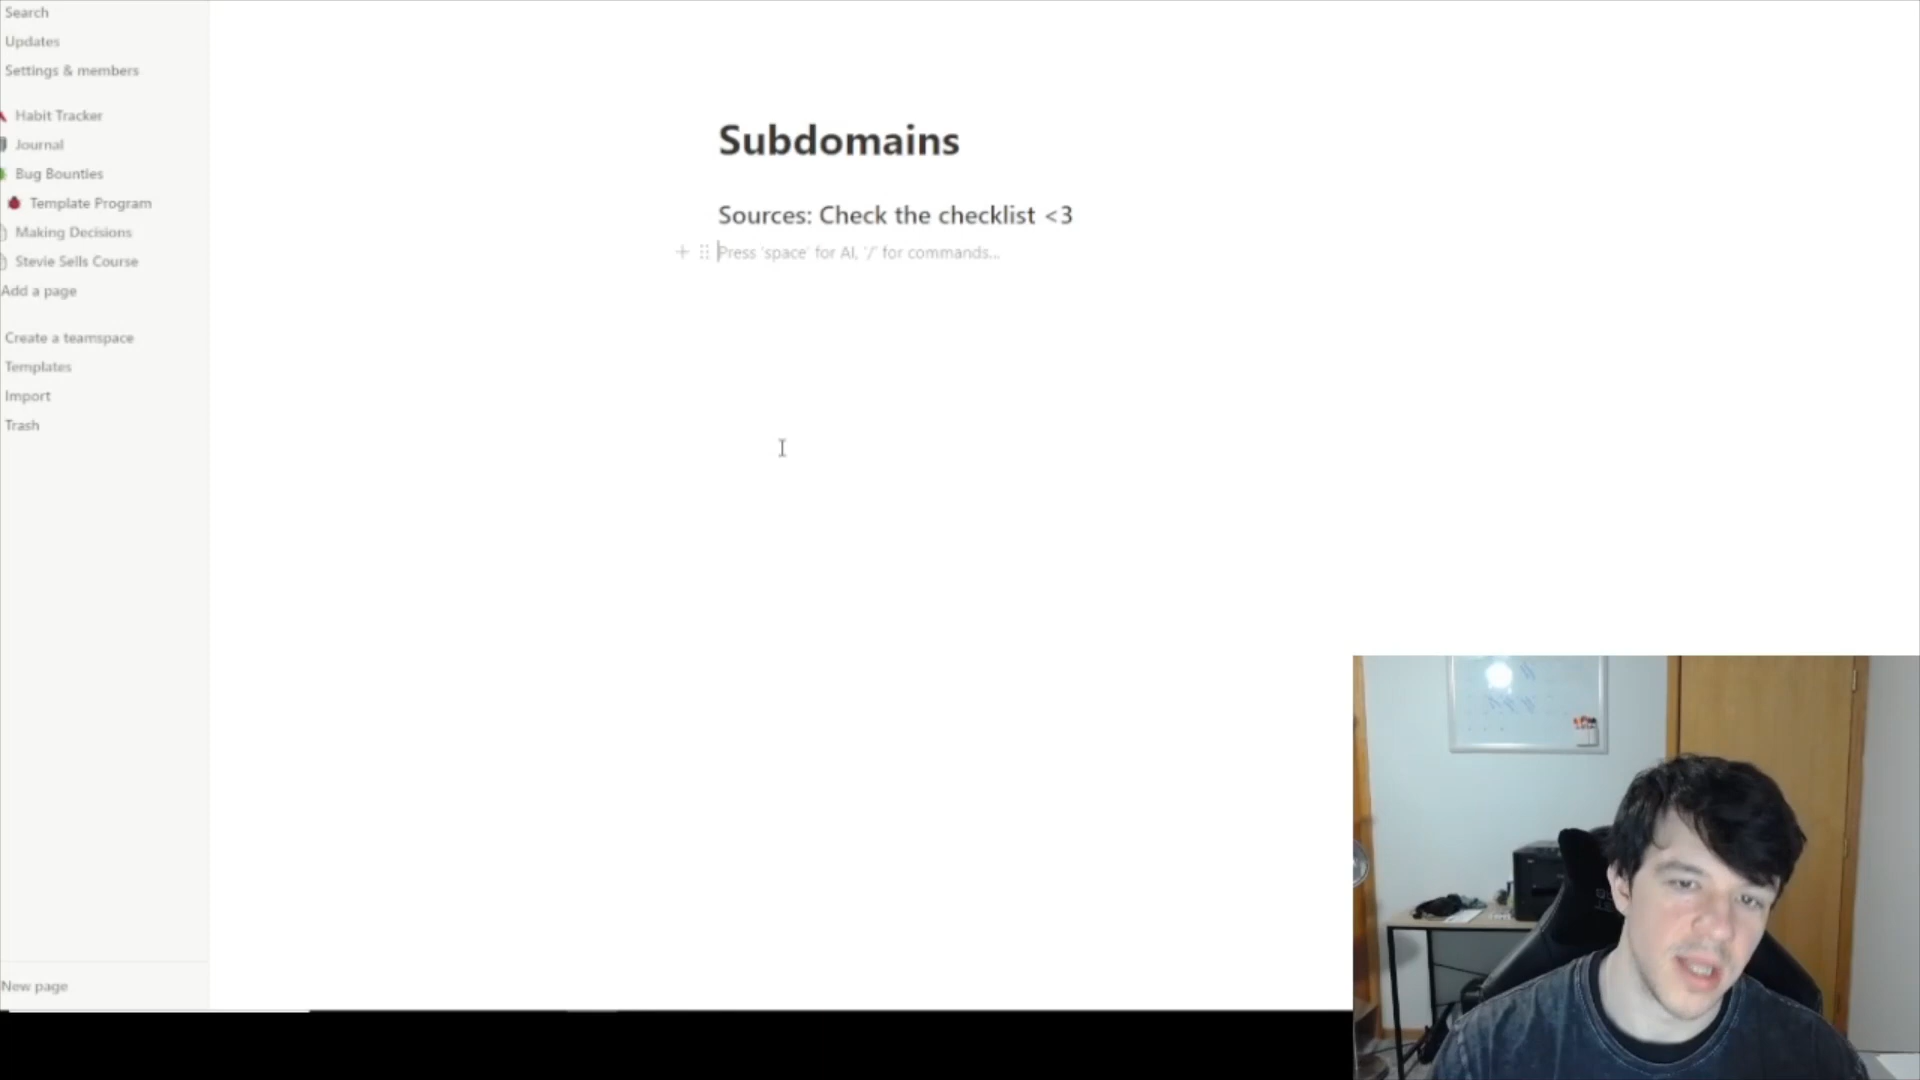 Search
Updates
Settings & members
Habit Tracker
Journal
Bug Bounties
Template Program
Making Decisions
Stevie Sells Course
Add a page
Create a teamspace
Templates
Import
Trash
New page
Subdomains
Sources: Check the checklist <3
Press 'space' for AI, '/' for commands...